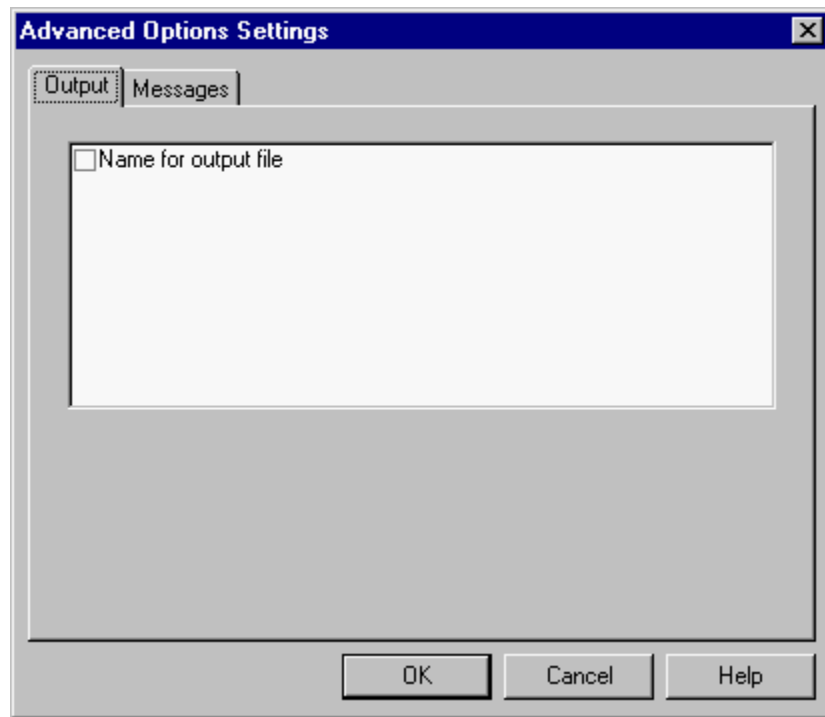 Advanced Options Settings
Output Messages
Name for output file
OK Cancel Help